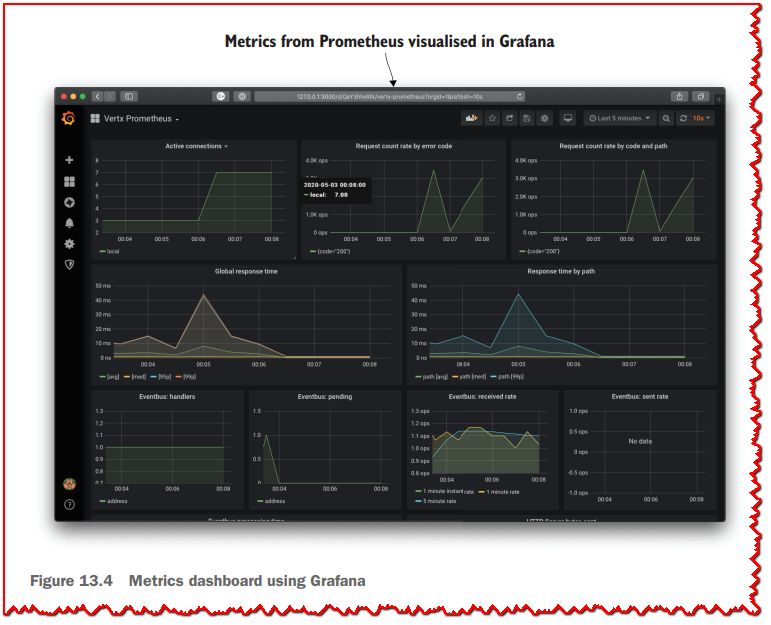 Metrics from Prometheus visualised in Grafana
127.0.0.1:3000/d/QeY3hheWk/vertx-prometheus?orgId=1&refresh=10s
Vertx Prometheus
Last 5 minutes
10s
Active connections
8
7
6
5
4
3
2
00:04 00:05 00:06 00:07 00:08
local
Request count rate by error code
4.0K ops
2020-05-03 00:08:00
local: 7.00
1.0K ops
0 ops
00:04 00:05 00:06 00:07 00:08
{code="200"}
Request count rate by code and path
4.0K ops
3.0K ops
2.0K ops
1.0K ops
0 ops
00:04 00:05 00:06 00:07 00:08
{code="200"}
Global response time
50 ms
40 ms
30 ms
20 ms
10 ms
0 ns
00:04 00:05 00:06 00:07 00:08
[avg] [med] [95p] [99p]
Response time by path
50 ms
40 ms
30 ms
20 ms
10 ms
0 ns
00:04 00:05 00:06 00:07 00:08
path [avg] path [med] path [99p]
Eventbus: handlers
1.3
1.2
1.1
1.0
0.9
0.8
0.7
00:04 00:06 00:08
address
Eventbus: pending
1.5
1.0
0.5
0
00:04 00:06 00:08
address
Eventbus: received rate
1.3 ops
1.2 ops
1.1 ops
1.0 ops
0.9 ops
0.8 ops
00:04 00:06 00:08
1 minute instant rate 1 minute rate
5 minute rate
Eventbus: sent rate
1.0 ops
0.5 ops
No data
0 ops
-0.5 ops
-1.0 ops
00:04 00:06 00:08
Eventbus processing time
HTTP Server bytes sent
Figure 13.4 Metrics dashboard using Grafana